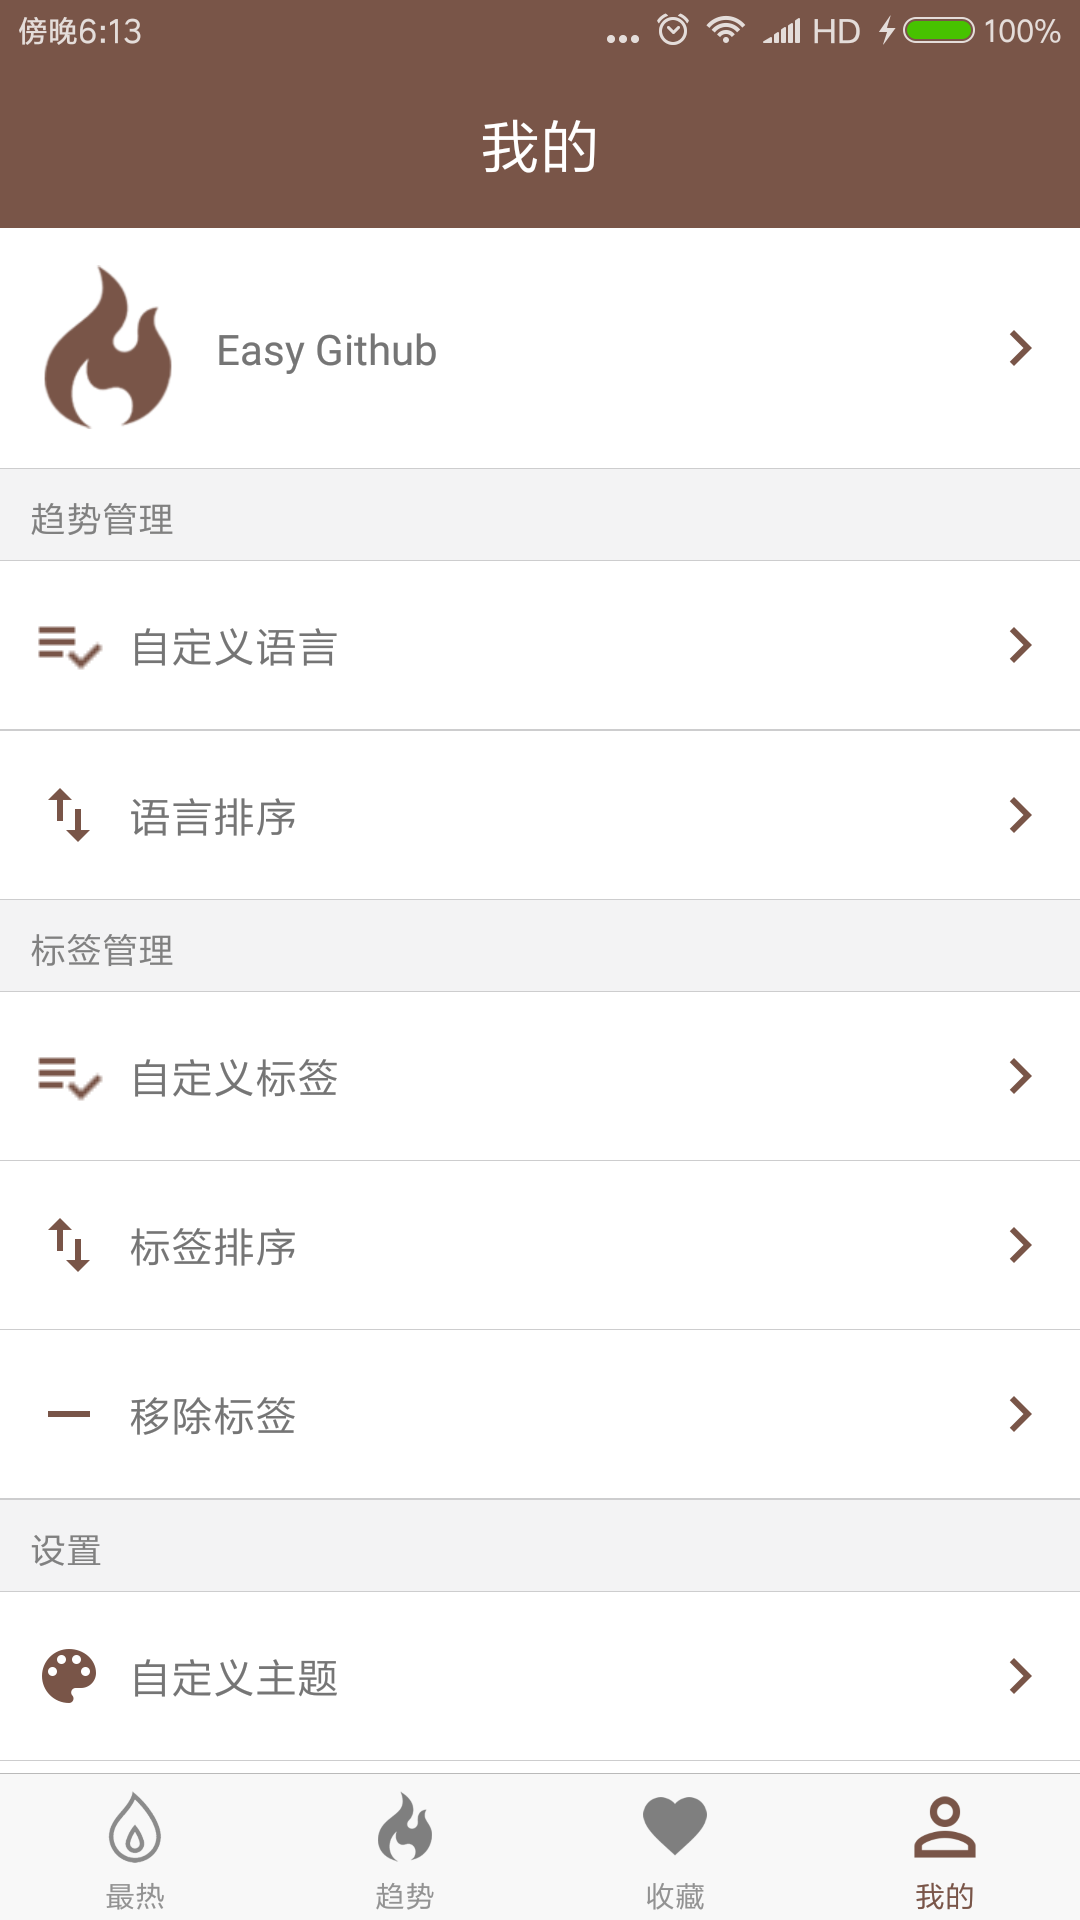 傍晚6:13 HD 100%
我的
Easy Github
趋势管理
自定义语言
语言排序
标签管理
自定义标签
标签排序
移除标签
设置
自定义主题
最热 趋势 收藏 我的